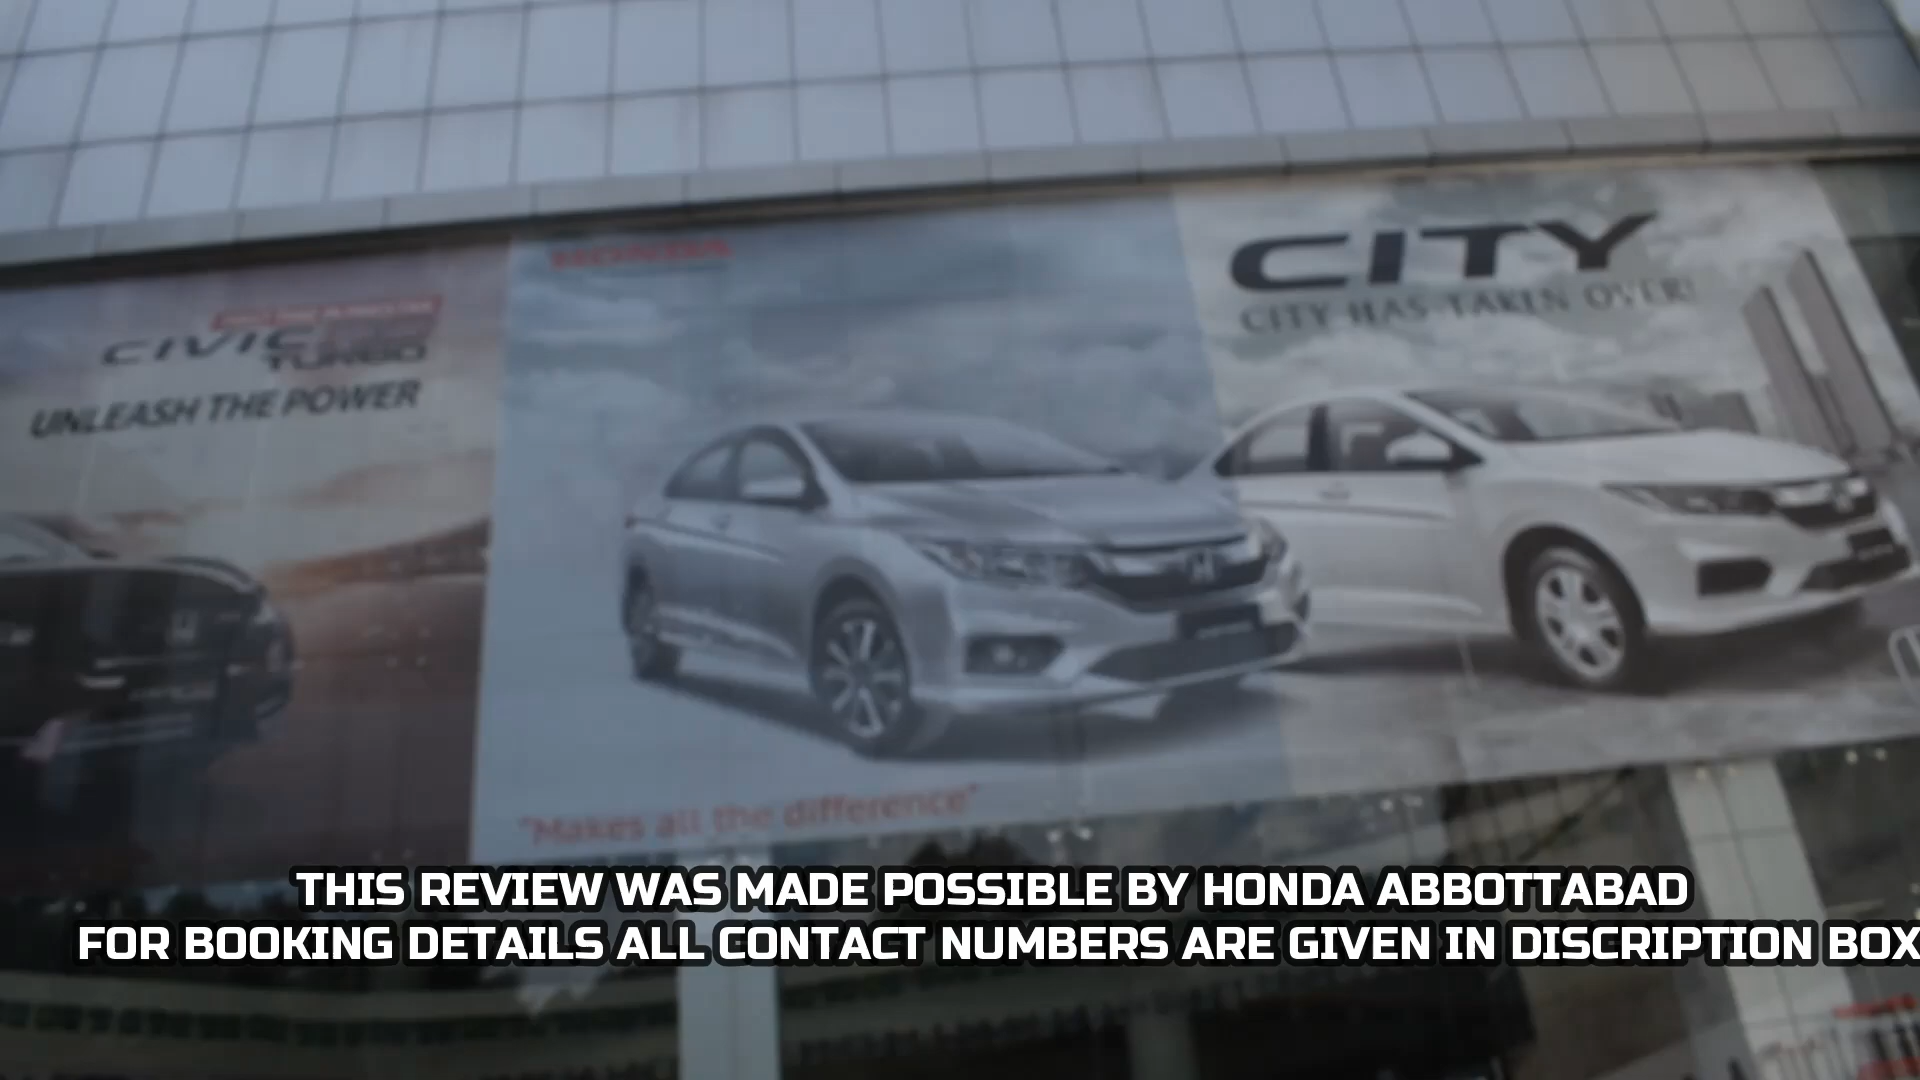 HONDA
CITY
CITY HAS TAKEN OVER!
CIVIC
TURBO
UNLEASH THE POWER
"Makes all the difference"
THIS REVIEW WAS MADE POSSIBLE BY HONDA ABBOTTABAD
FOR BOOKING DETAILS ALL CONTACT NUMBERS ARE GIVEN IN DISCRIPTION BOX